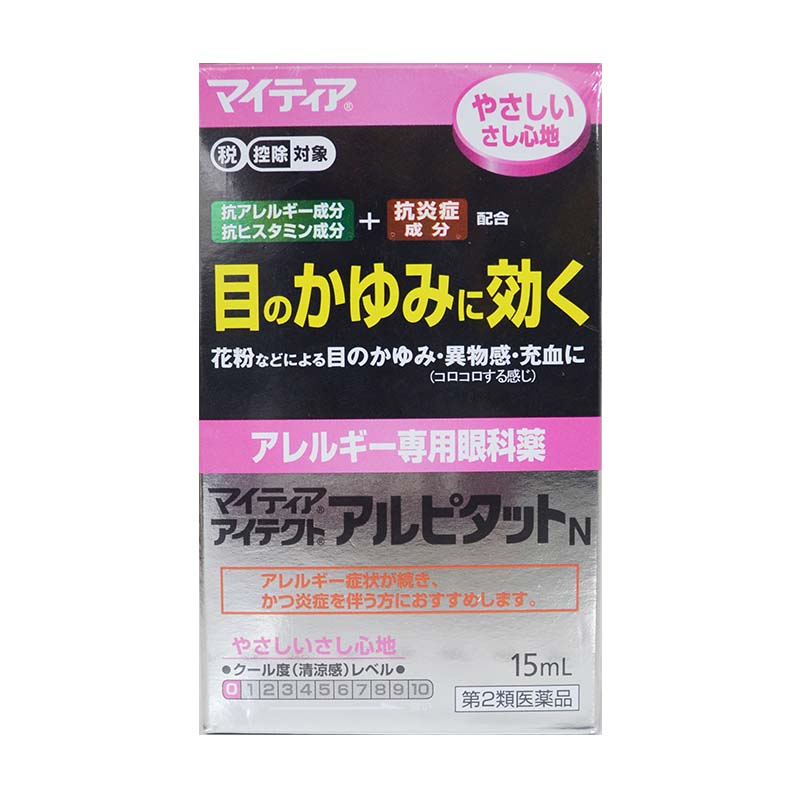 マイティア®
やさしい
さし心地
税 控除対象
抗アレルギー成分
抗ヒスタミン成分
+
抗炎症
成分
配合
目のかゆみに効く
花粉などによる目のかゆみ・異物感・充血に
(コロコロする感じ)
アレルギー専用眼科薬
マイティア®
アイテクト®
アルピタットN
アレルギー症状が続き、
かつ炎症を伴う方におすすめします。
やさしいさし心地
●クール度(清涼感)レベル●
0 1 2 3 4 5 6 7 8 9 10
15mL
第2類医薬品